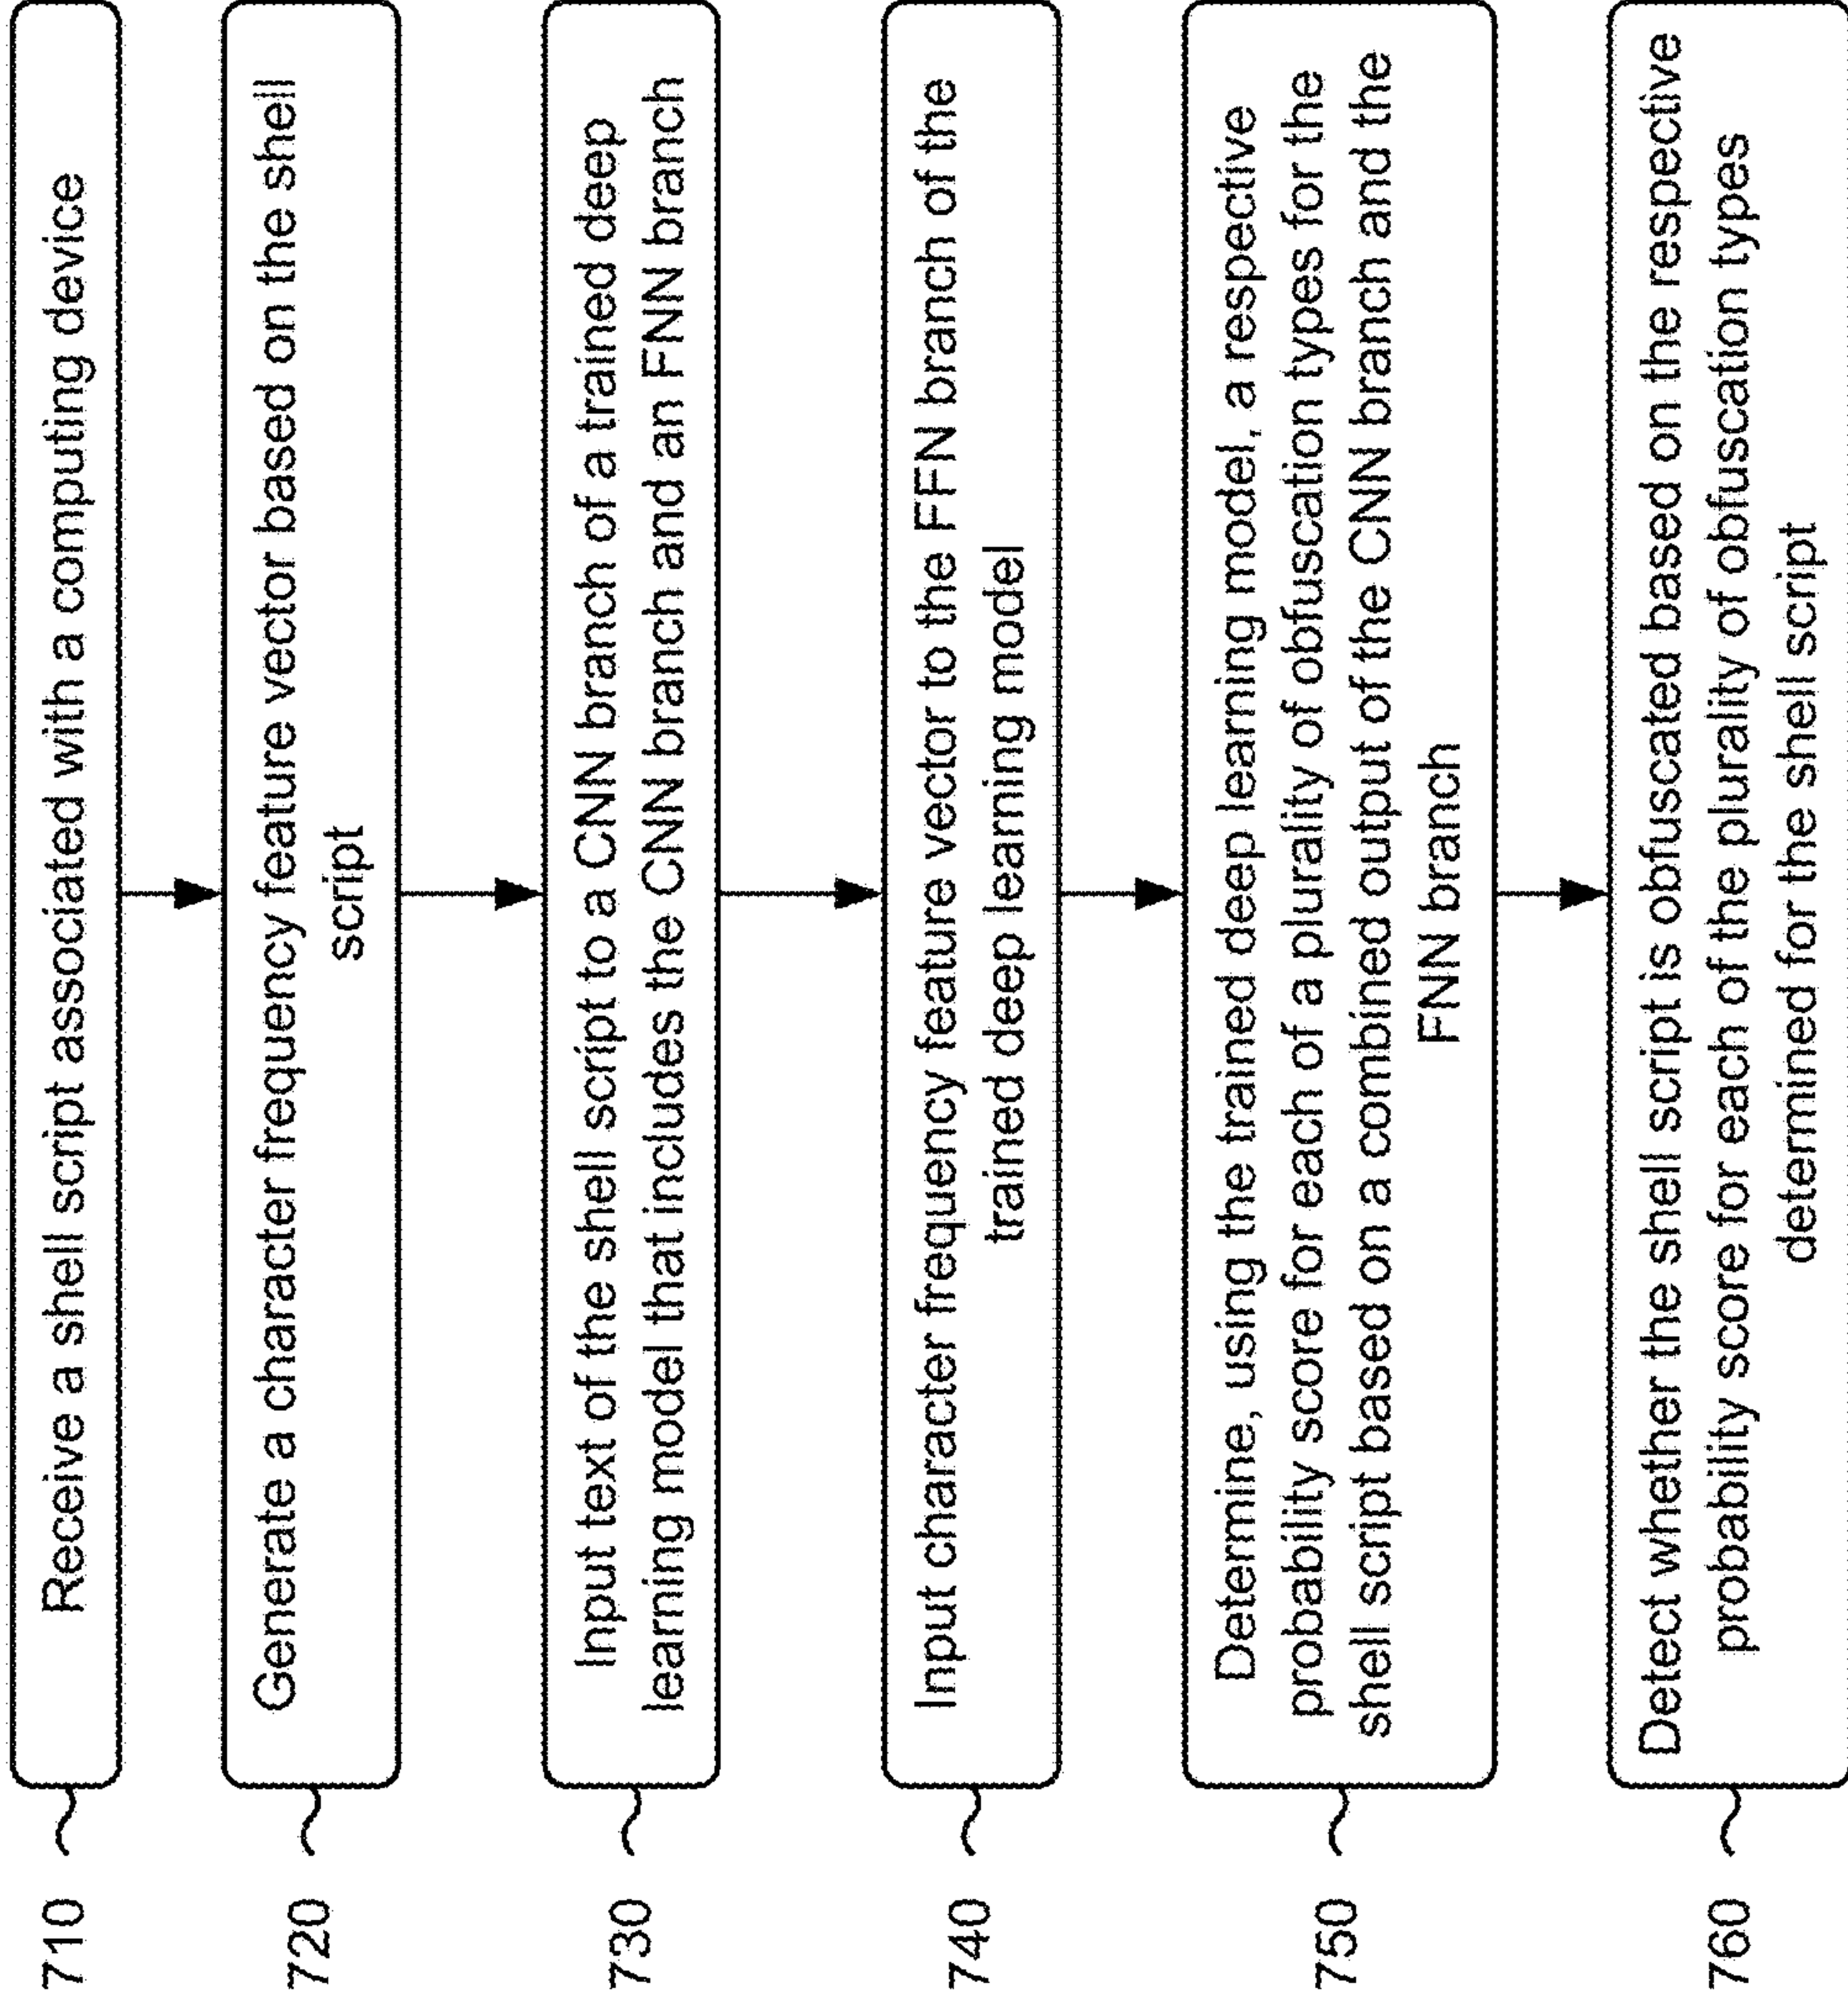 710
Receive a shell script associated with a computing device
720
Generate a character frequency feature vector based on the shell
script
730
Input text of the shell script to a CNN branch of a trained deep
learning model that includes the CNN branch and an FNN branch
740
Input character frequency feature vector to the FFN branch of the
trained deep learning model
750
Determine, using the trained deep learning model, a respective
probability score for each of a plurality of obfuscation types for the
shell script based on a combined output of the CNN branch and the
FNN branch
760
Detect whether the shell script is obfuscated based on the respective
probability score for each of the plurality of obfuscation types
determined for the shell script